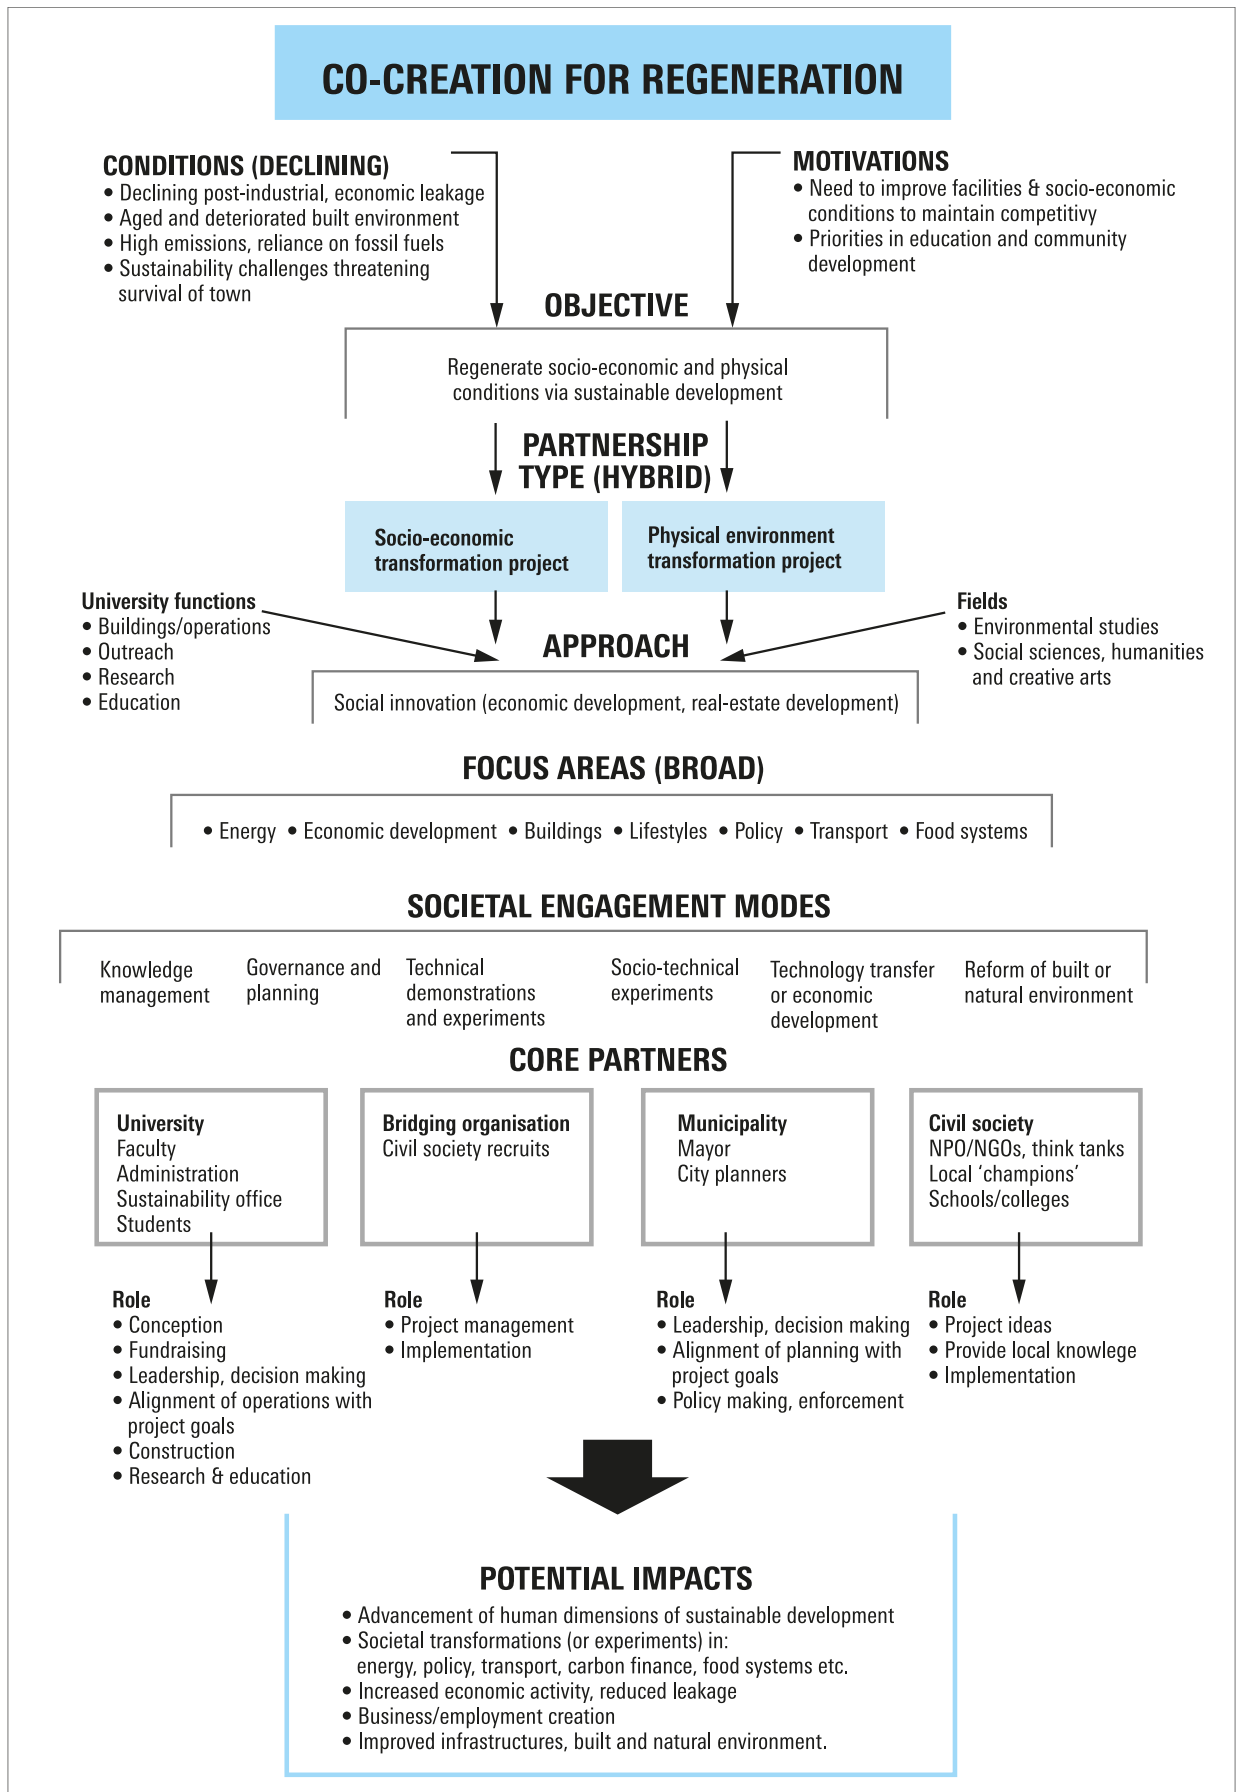 CO-CREATION FOR REGENERATION
CONDITIONS (DECLINING)
• Declining post-industrial, economic leakage
• Aged and deteriorated built environment
• High emissions, reliance on fossil fuels
• Sustainability challenges threatening
survival of town
MOTIVATIONS
• Need to improve facilities & socio-economic
conditions to maintain competitivy
• Priorities in education and community
development
OBJECTIVE
Regenerate socio-economic and physical
conditions via sustainable development
PARTNERSHIP
TYPE (HYBRID)
Socio-economic
transformation project
Physical environment
transformation project
University functions
• Buildings/operations
• Outreach
• Research
• Education
Fields
• Environmental studies
• Social sciences, humanities
and creative arts
APPROACH
Social innovation (economic development, real-estate development)
FOCUS AREAS (BROAD)
• Energy • Economic development • Buildings • Lifestyles • Policy • Transport • Food systems
SOCIETAL ENGAGEMENT MODES
Knowledge
management
Governance and
planning
Technical
demonstrations
and experiments
Socio-technical
experiments
Technology transfer
or economic
development
Reform of built or
natural environment
CORE PARTNERS
University
Faculty
Administration
Sustainability office
Students
Bridging organisation
Civil society recruits
Municipality
Mayor
City planners
Civil society
NPO/NGOs, think tanks
Local ‘champions’
Schools/colleges
Role
• Conception
• Fundraising
• Leadership, decision making
• Alignment of operations with
project goals
• Construction
• Research & education
Role
• Project management
• Implementation
Role
• Leadership, decision making
• Alignment of planning with
project goals
• Policy making, enforcement
Role
• Project ideas
• Provide local knowlege
• Implementation
POTENTIAL IMPACTS
• Advancement of human dimensions of sustainable development
• Societal transformations (or experiments) in:
energy, policy, transport, carbon finance, food systems etc.
• Increased economic activity, reduced leakage
• Business/employment creation
• Improved infrastructures, built and natural environment.